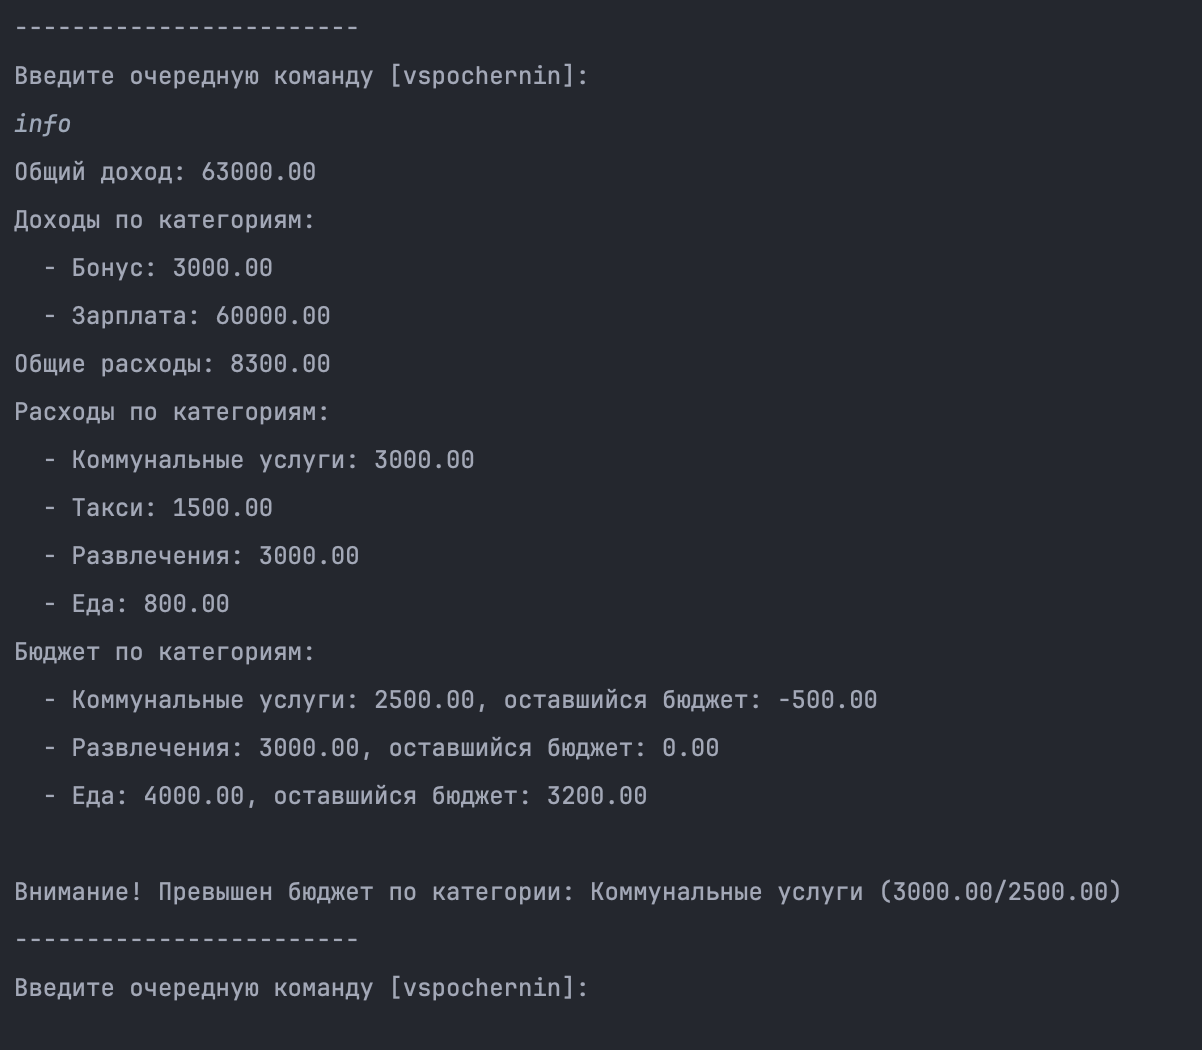 ------------------------
Введите очередную команду [vspochernin]:
info
Общий доход: 63000.00
Доходы по категориям:
  - Бонус: 3000.00
  - Зарплата: 60000.00
Общие расходы: 8300.00
Расходы по категориям:
  - Коммунальные услуги: 3000.00
  - Такси: 1500.00
  - Развлечения: 3000.00
  - Еда: 800.00
Бюджет по категориям:
  - Коммунальные услуги: 2500.00, оставшийся бюджет: -500.00
  - Развлечения: 3000.00, оставшийся бюджет: 0.00
  - Еда: 4000.00, оставшийся бюджет: 3200.00

Внимание! Превышен бюджет по категории: Коммунальные услуги (3000.00/2500.00)
------------------------
Введите очередную команду [vspochernin]: